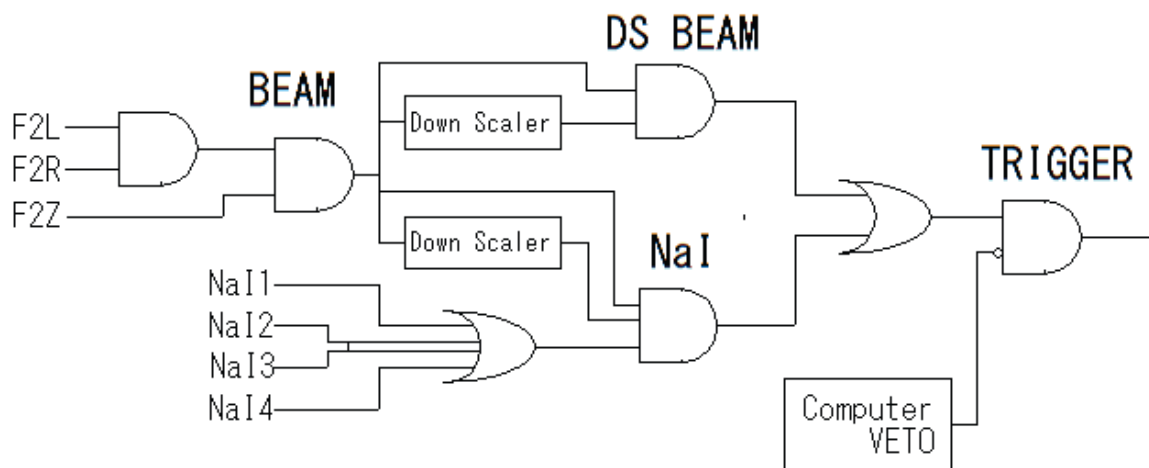 DS BEAM
BEAM
Down Scaler
F2L
F2R
F2Z
TRIGGER
Down Scaler
NaI
NaI1
NaI2
NaI3
NaI4
Computer
VETO